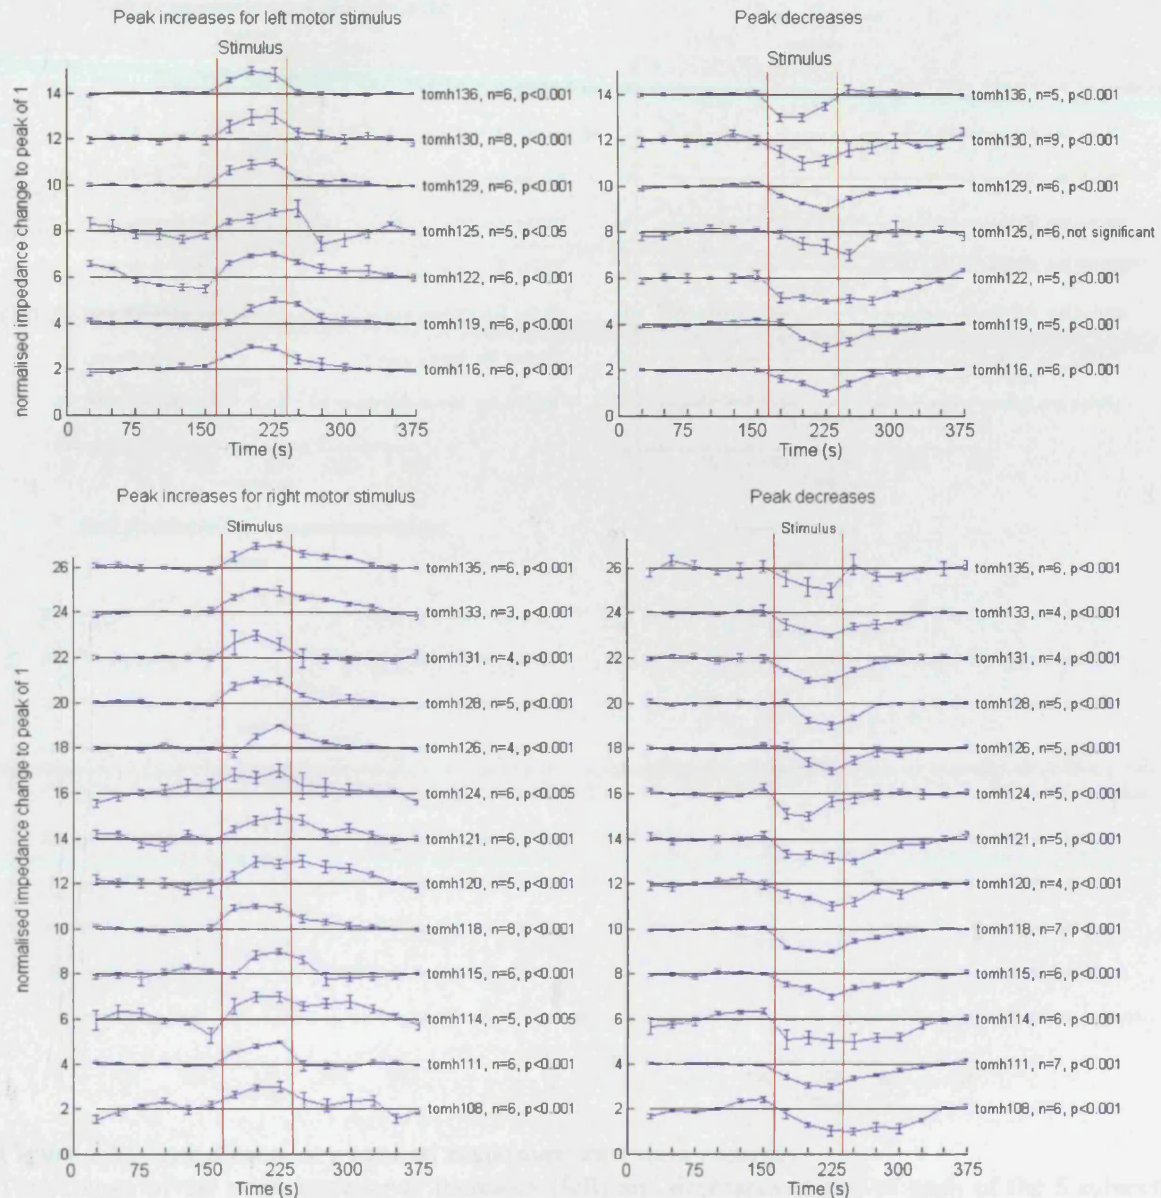 Peak increases for left motor stimulus
Stimulus
normalised impedance change to peak of 1
14
12
10
8
6
4
2
0
tomh136, n=6, p<0.001
tomh130, n=8, p<0.001
tomh129, n=6, p<0.001
tomh125, n=5, p<0.05
tomh122, n=6, p<0.001
tomh119, n=6, p<0.001
tomh116, n=6, p<0.001
0 75 150 225 300 375
Time (s)
Peak decreases
Stimulus
14
12
10
8
6
4
2
0
tomh136, n=5, p<0.001
tomh130, n=9, p<0.001
tomh129, n=6, p<0.001
tomh125, n=6, not significant
tomh122, n=5, p<0.001
tomh119, n=5, p<0.001
tomh116, n=6, p<0.001
0 75 150 225 300 375
Time (s)
Peak increases for right motor stimulus
Stimulus
normalised impedance change to peak of 1
26
24
22
20
18
16
14
12
10
8
6
4
2
0
tomh135, n=6, p<0.001
tomh133, n=3, p<0.001
tomh131, n=4, p<0.001
tomh128, n=5, p<0.001
tomh126, n=4, p<0.001
tomh124, n=6, p<0.005
tomh121, n=6, p<0.001
tomh120, n=5, p<0.001
tomh118, n=8, p<0.001
tomh115, n=6, p<0.001
tomh114, n=5, p<0.005
tomh111, n=6, p<0.001
tomh108, n=6, p<0.001
0 75 150 225 300 375
Time (s)
Peak decreases
Stimulus
26
24
22
20
18
16
14
12
10
8
6
4
2
0
tomh135, n=6, p<0.001
tomh133, n=4, p<0.001
tomh131, n=4, p<0.001
tomh128, n=5, p<0.001
tomh126, n=5, p<0.001
tomh124, n=5, p<0.001
tomh121, n=5, p<0.001
tomh120, n=4, p<0.001
tomh118, n=7, p<0.001
tomh115, n=6, p<0.001
tomh114, n=6, p<0.001
tomh111, n=7, p<0.001
tomh108, n=6, p<0.001
0 75 150 225 300 375
Time (s)